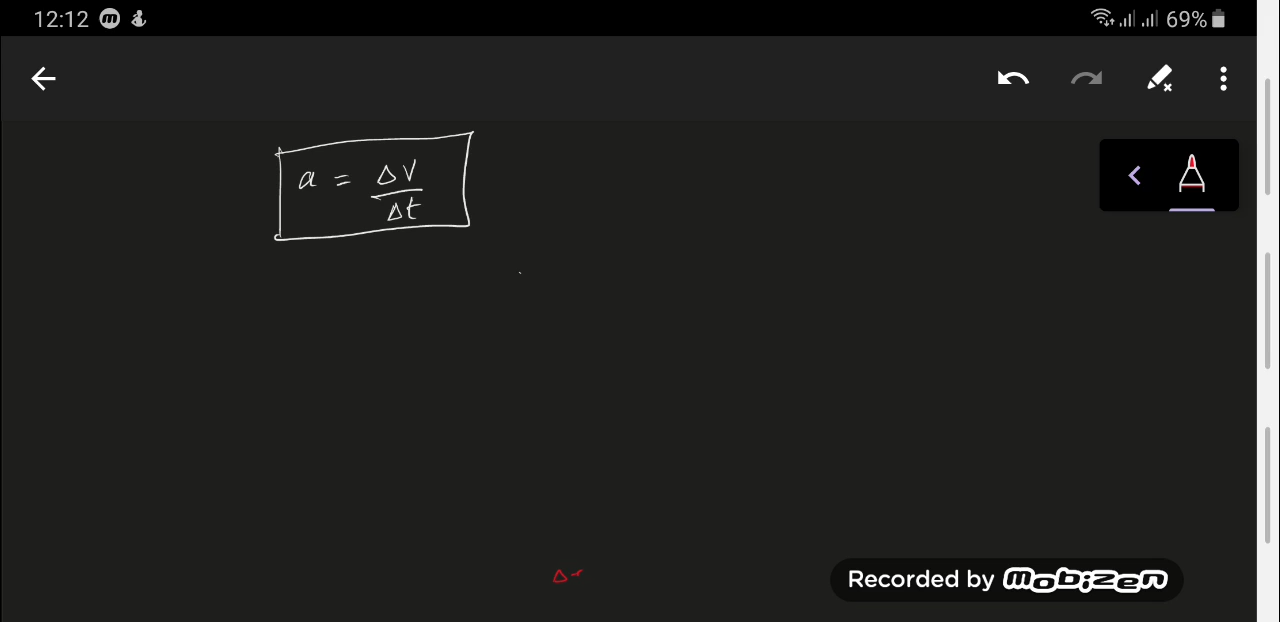 12:12 69%
a = ΔV
Δt
Recorded by mobizen